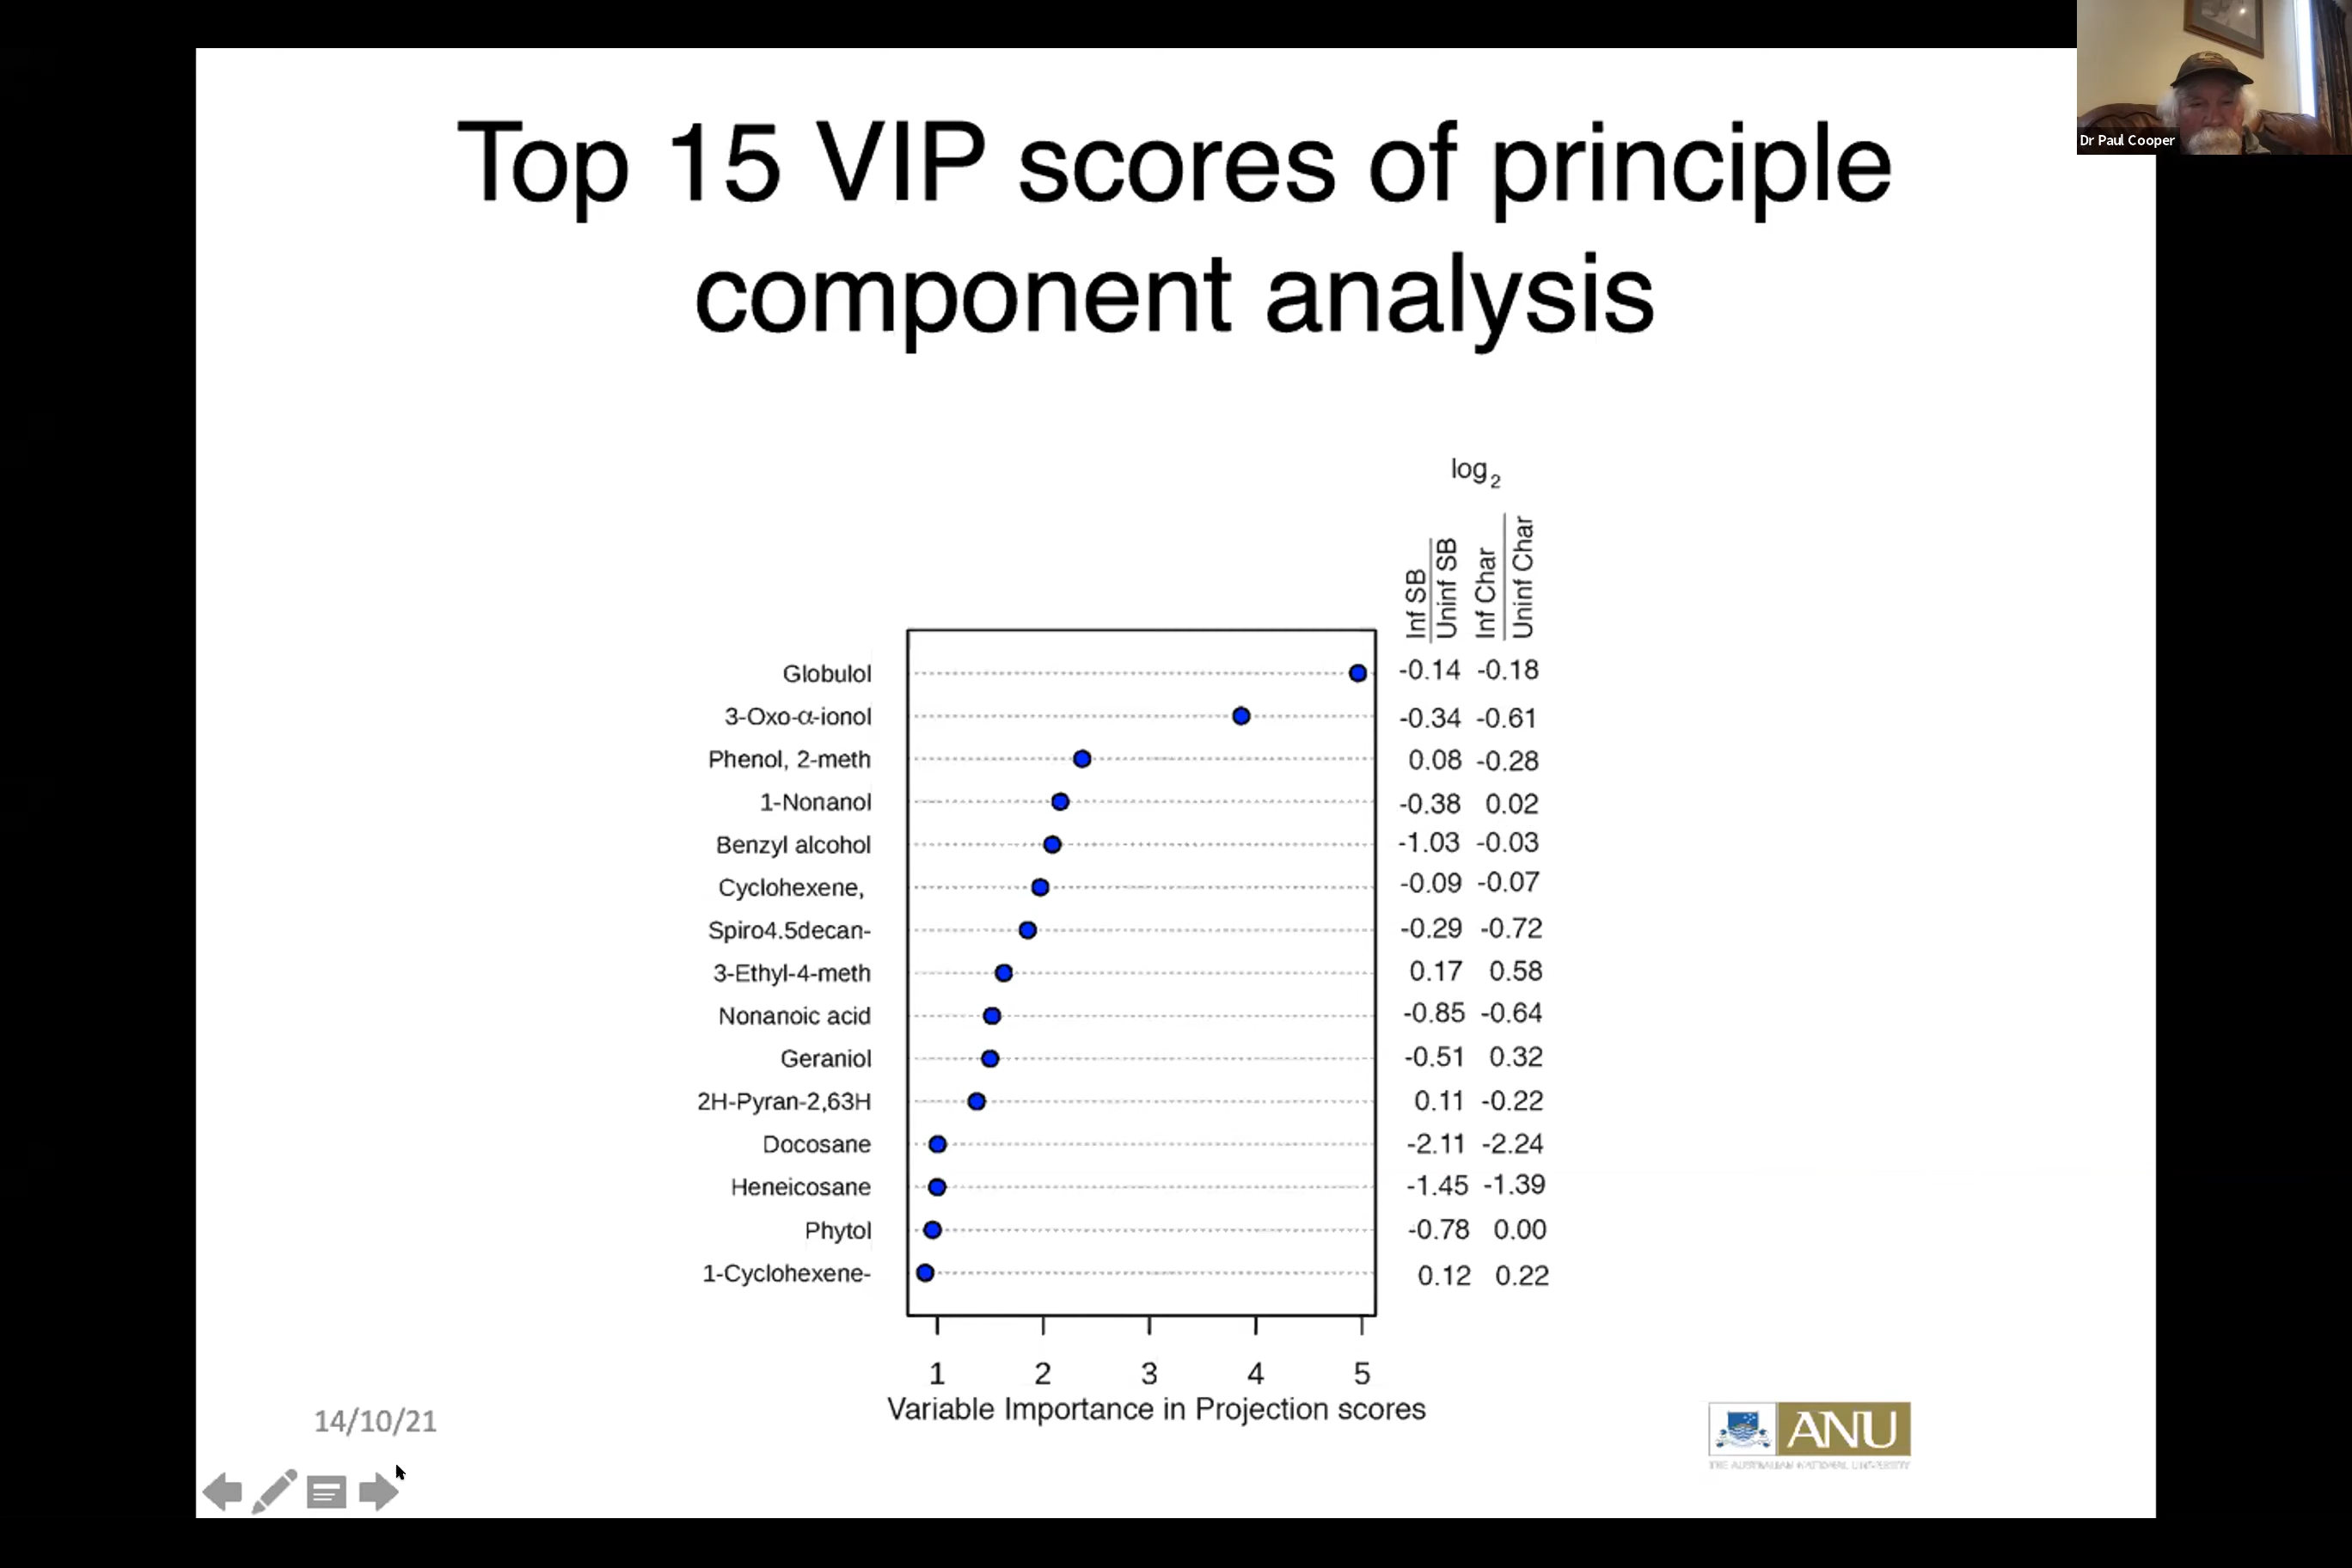 Dr Paul Cooper
Top 15 VIP scores of principle
component analysis
log2
Inf SB
Uninf SB
Inf Char
Uninf Char
Globulol -0.14 -0.18
3-Oxo-α-ionol -0.34 -0.61
Phenol, 2-meth 0.08 -0.28
1-Nonanol -0.38 0.02
Benzyl alcohol -1.03 -0.03
Cyclohexene, -0.09 -0.07
Spiro4.5decan- -0.29 -0.72
3-Ethyl-4-meth 0.17 0.58
Nonanoic acid -0.85 -0.64
Geraniol -0.51 0.32
2H-Pyran-2,63H 0.11 -0.22
Docosane -2.11 -2.24
Heneicosane -1.45 -1.39
Phytol -0.78 0.00
1-Cyclohexene- 0.12 0.22
1 2 3 4 5
Variable Importance in Projection scores
14/10/21
ANU
THE AUSTRALIAN NATIONAL UNIVERSITY